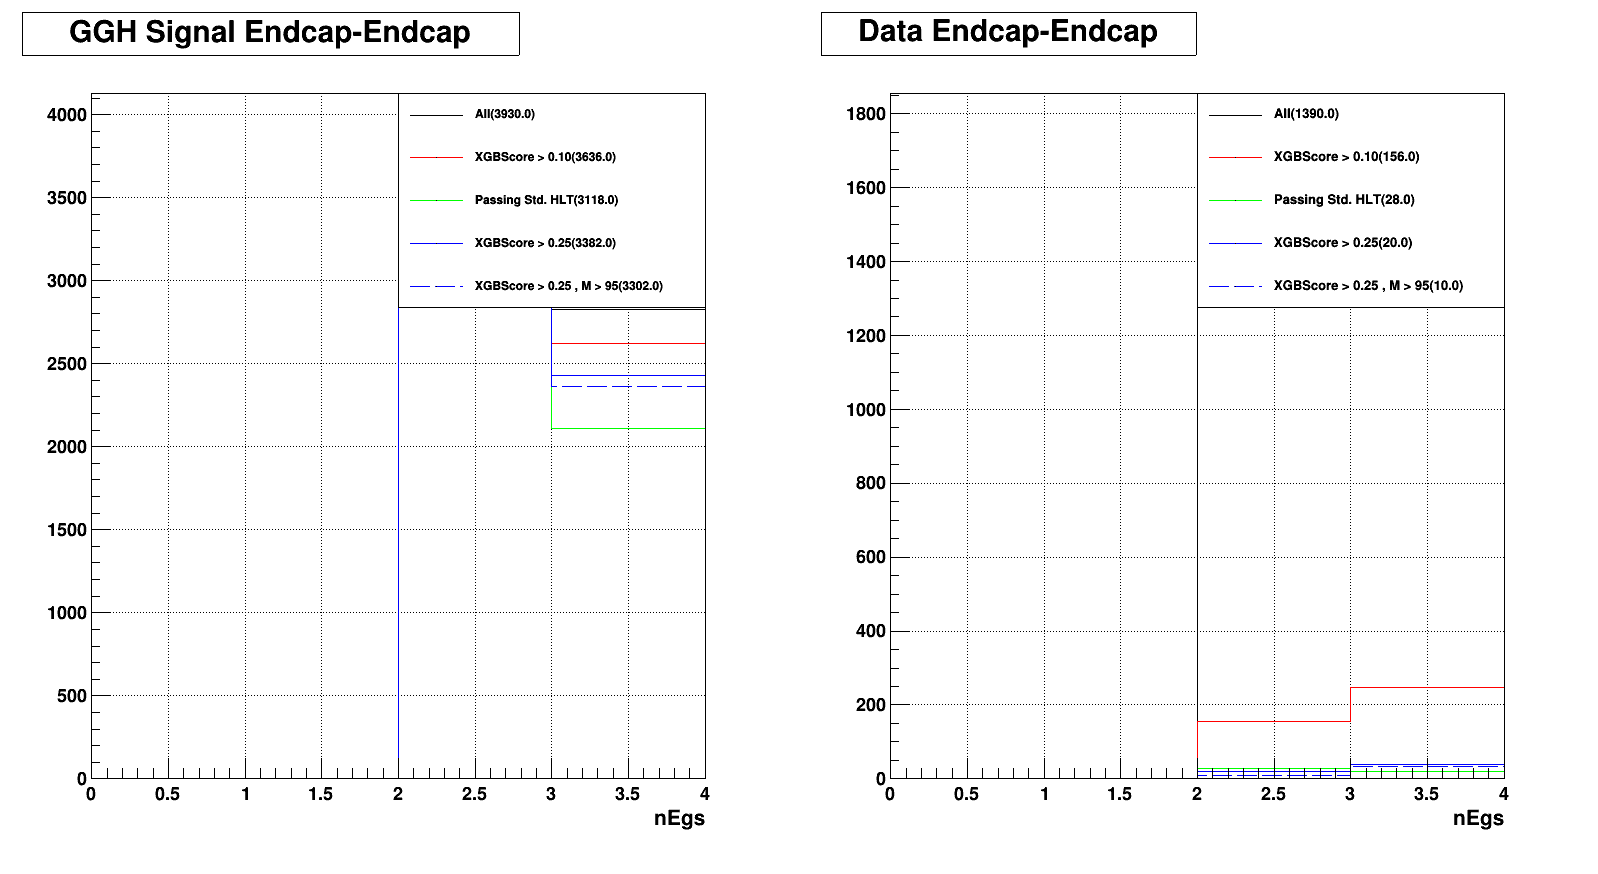 GGH Signal Endcap-Endcap
4000
3500
3000
2500
2000
1500
1000
500
0
0 0.5 1 1.5 2 2.5 3 3.5 4
nEgs
All(3930.0)
XGBScore > 0.10(3636.0)
Passing Std. HLT(3118.0)
XGBScore > 0.25(3382.0)
XGBScore > 0.25 , M > 95(3302.0)
Data Endcap-Endcap
1800
1600
1400
1200
1000
800
600
400
200
0
0 0.5 1 1.5 2 2.5 3 3.5 4
nEgs
All(1390.0)
XGBScore > 0.10(156.0)
Passing Std. HLT(28.0)
XGBScore > 0.25(20.0)
XGBScore > 0.25 , M > 95(10.0)